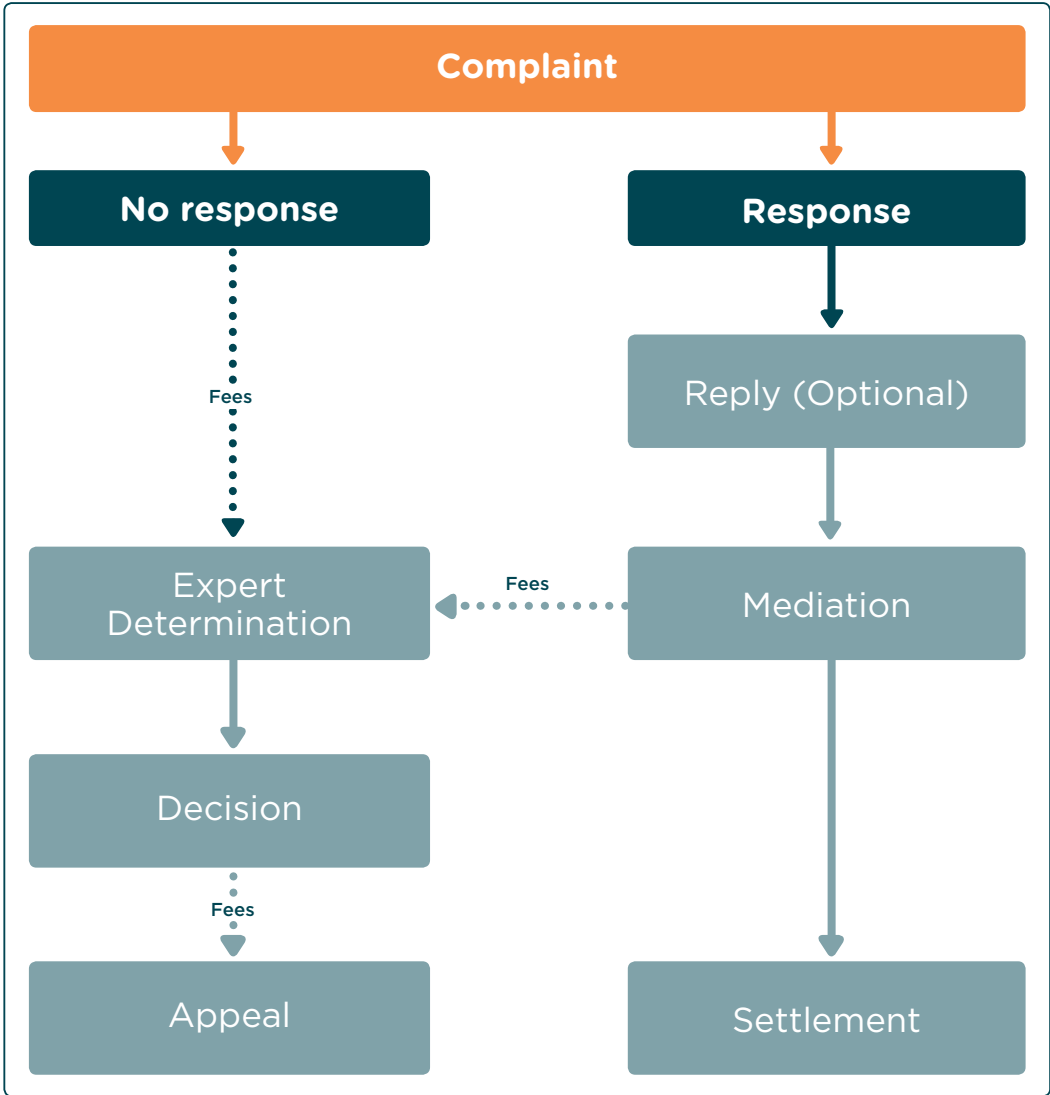 Complaint
No response
Response
Fees
Reply (Optional)
Expert
Determination
Fees
Mediation
Decision
Fees
Appeal
Settlement